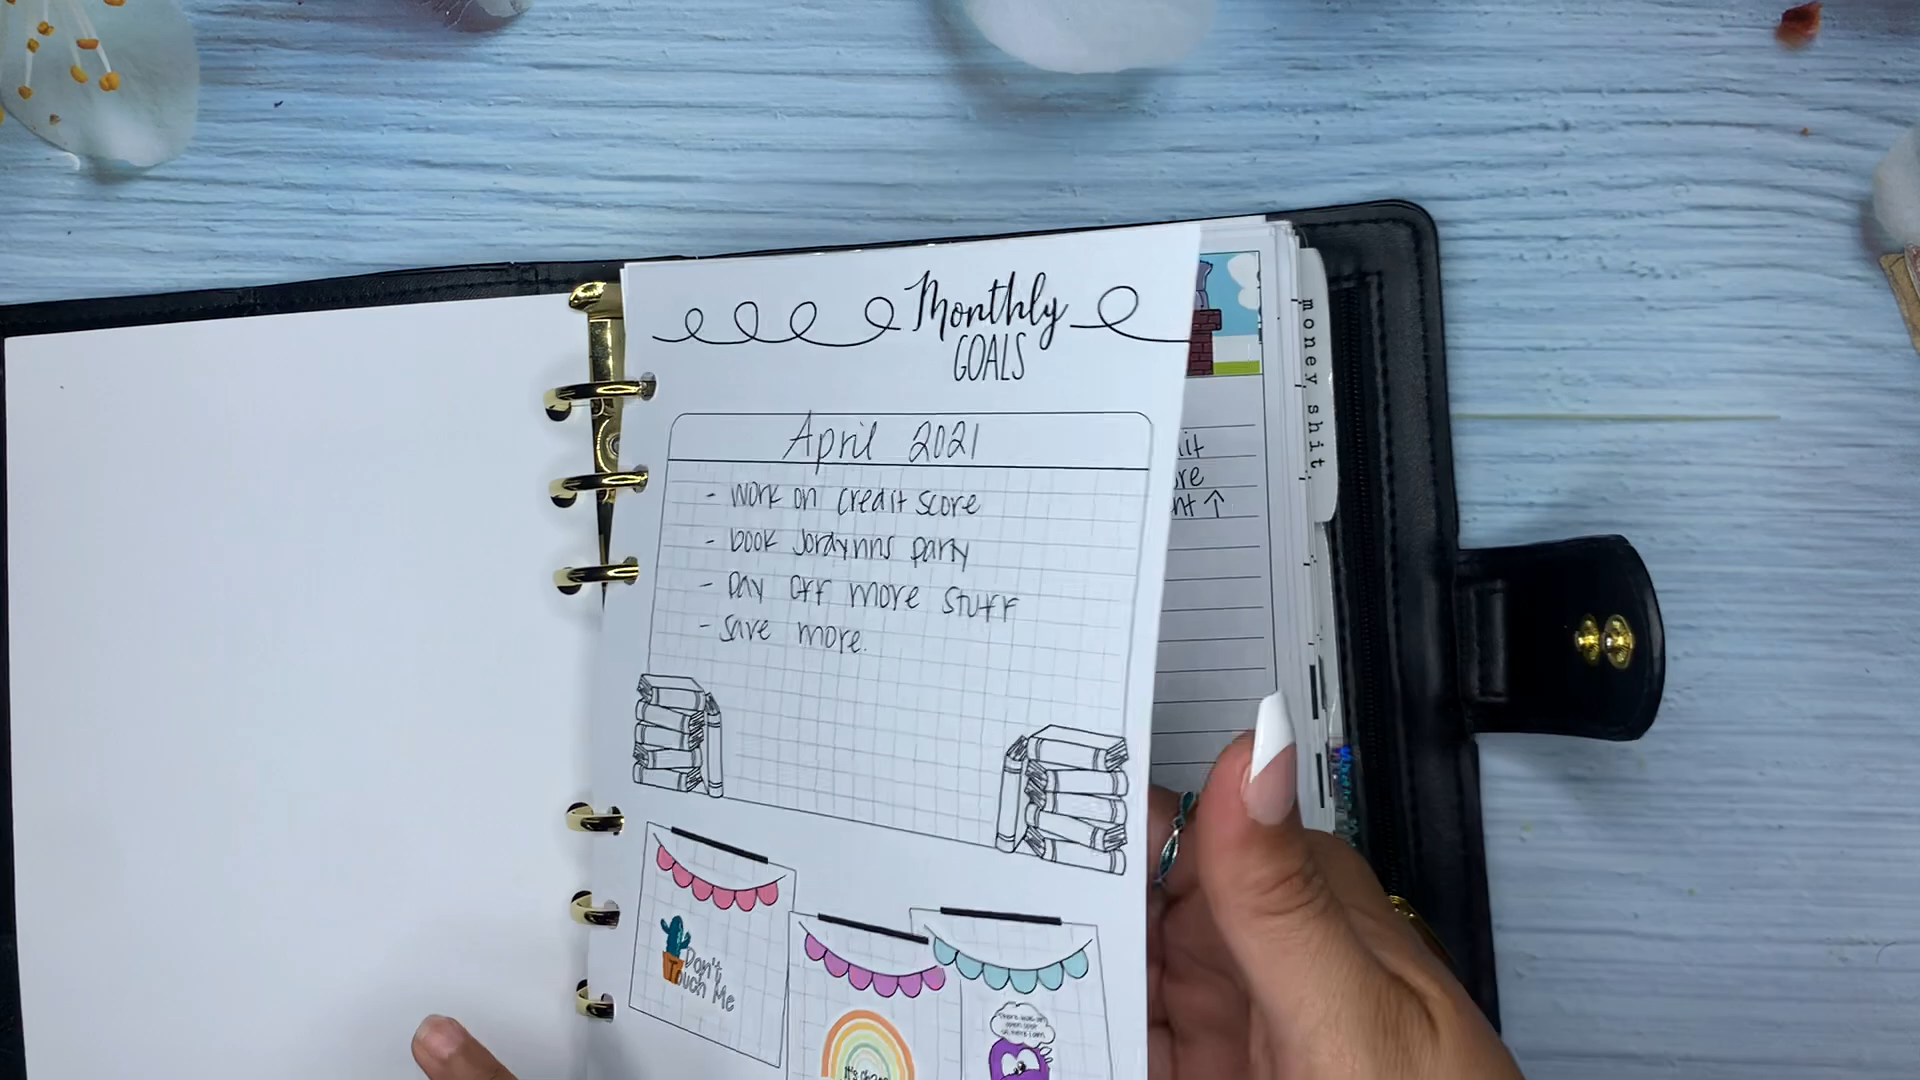 Monthly
GOALS
April 2021
- work on credit score
- book Jordynns party
- Pay off more stuff
- Save more.
Don't
Touch Me
money shit